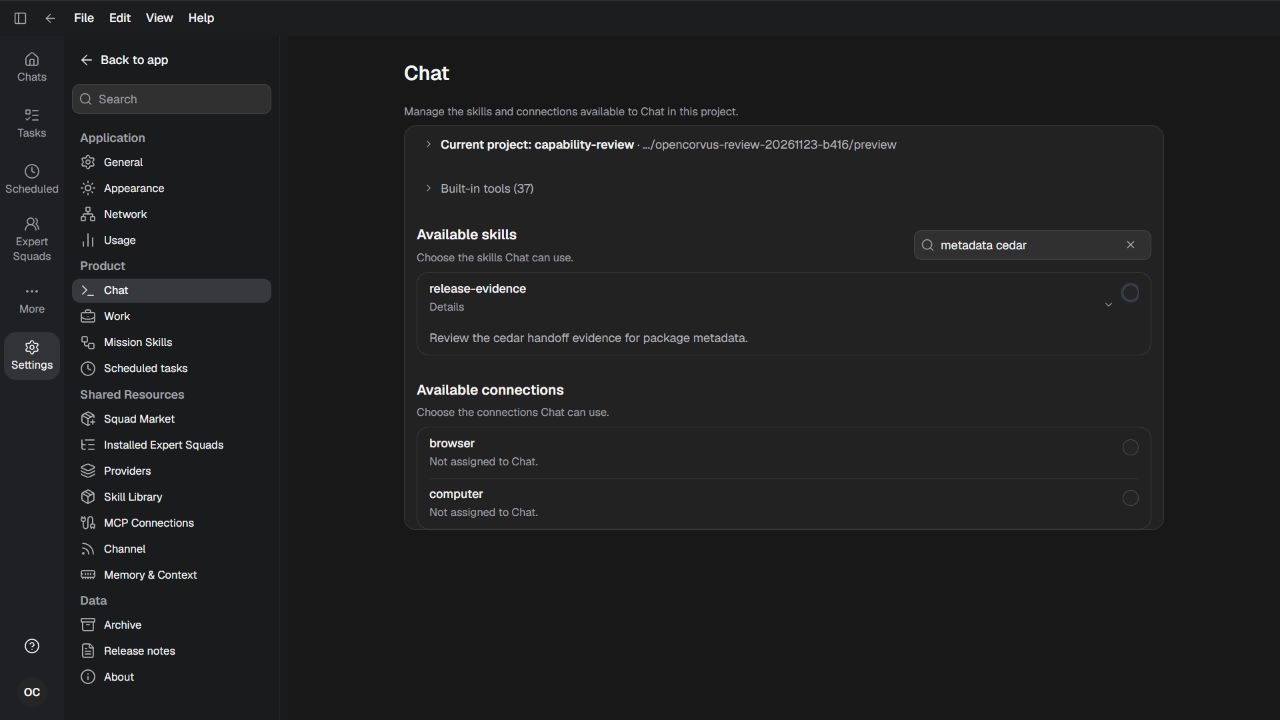 File Edit View Help
Chats
Tasks
Scheduled
Expert
Squads
More
Settings
OC
Back to app
Search
Application
General
Appearance
Network
Usage
Product
Chat
Work
Mission Skills
Scheduled tasks
Shared Resources
Squad Market
Installed Expert Squads
Providers
Skill Library
MCP Connections
Channel
Memory & Context
Data
Archive
Release notes
About
Chat
Manage the skills and connections available to Chat in this project.
Current project: capability-review · .../opencorvus-review-20261123-b416/preview
Built-in tools (37)
Available skills
metadata cedar
Choose the skills Chat can use.
release-evidence
Details
Review the cedar handoff evidence for package metadata.
Available connections
Choose the connections Chat can use.
browser
Not assigned to Chat.
computer
Not assigned to Chat.